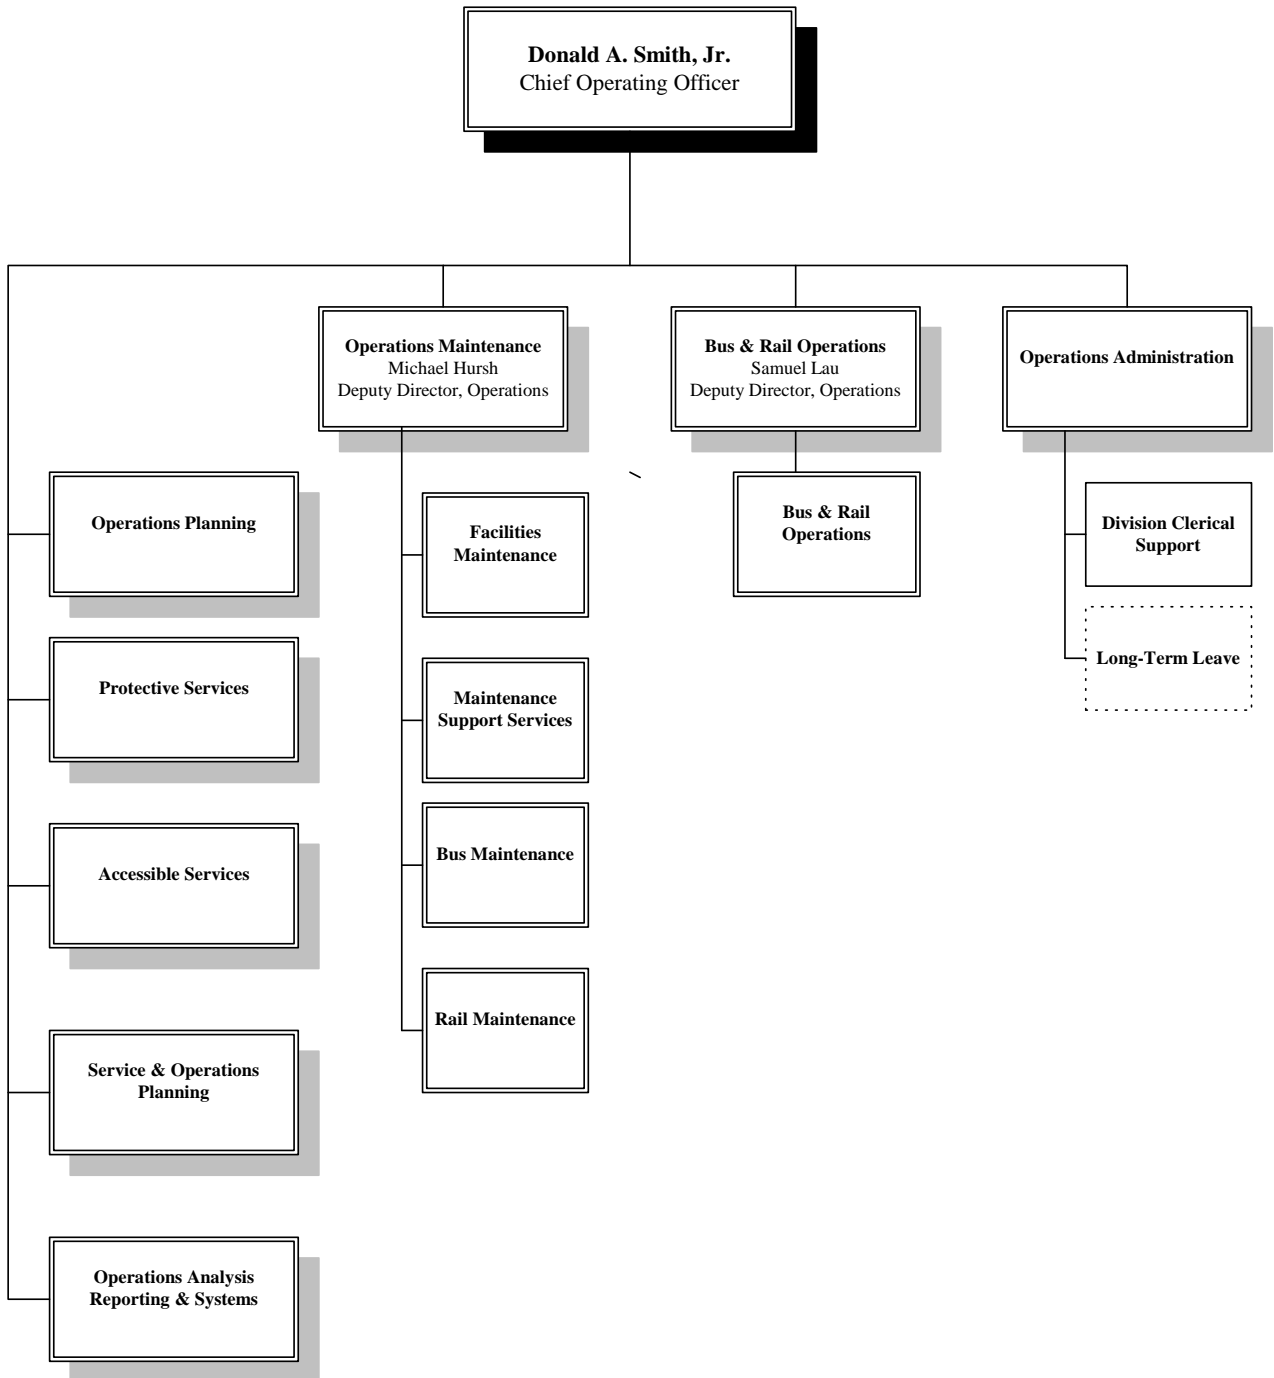 Donald A. Smith, Jr.
Chief Operating Officer
Operations Maintenance
Michael Hursh
Deputy Director, Operations
Bus & Rail Operations
Samuel Lau
Deputy Director, Operations
Operations Administration
Operations Planning
Protective Services
Accessible Services
Service & Operations
Planning
Operations Analysis
Reporting & Systems
Facilities
Maintenance
Maintenance
Support Services
Bus Maintenance
Rail Maintenance
Bus & Rail
Operations
Division Clerical
Support
Long-Term Leave